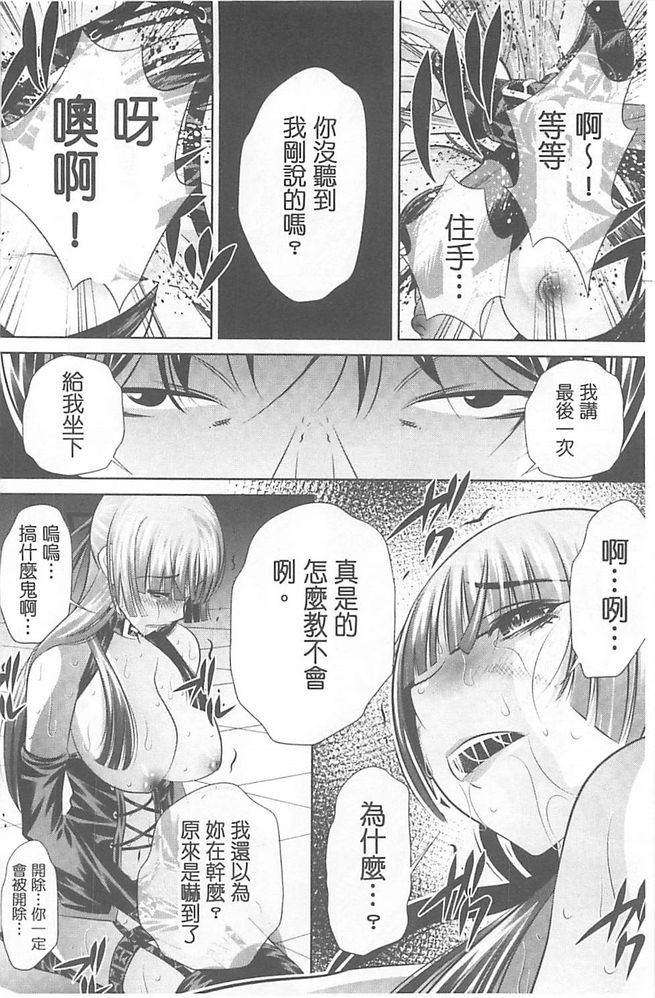 啊～！
等等
住手…
你沒聽到
我剛說的嗎？
呀
噢啊！
我講
最後一次
給我坐下
啊…咧…
為什麼…？
真是的
怎麼教不會
咧。
我還以為
妳在幹麼？
原來是嚇到了
嗚嗚…
搞什麼鬼啊…
開除…你一定
會被開除…